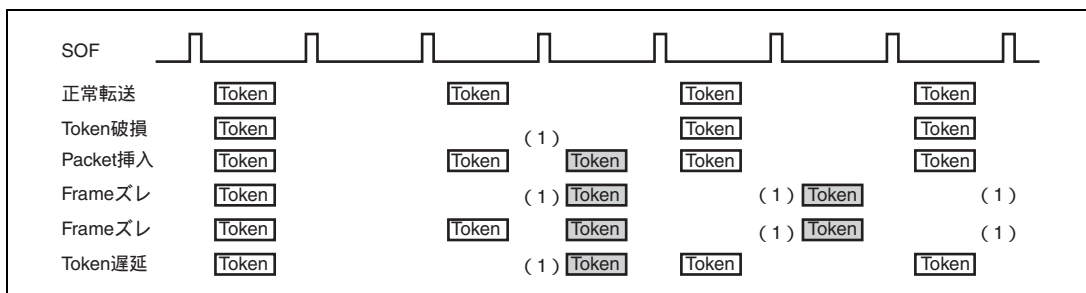 SOF
正常転送 Token Token Token Token
Token破損 Token (1) Token Token
Packet挿入 Token Token Token Token Token
Frameズレ Token (1) Token (1) Token (1)
Frameズレ Token Token Token (1) Token (1)
Token遅延 Token (1) Token Token Token